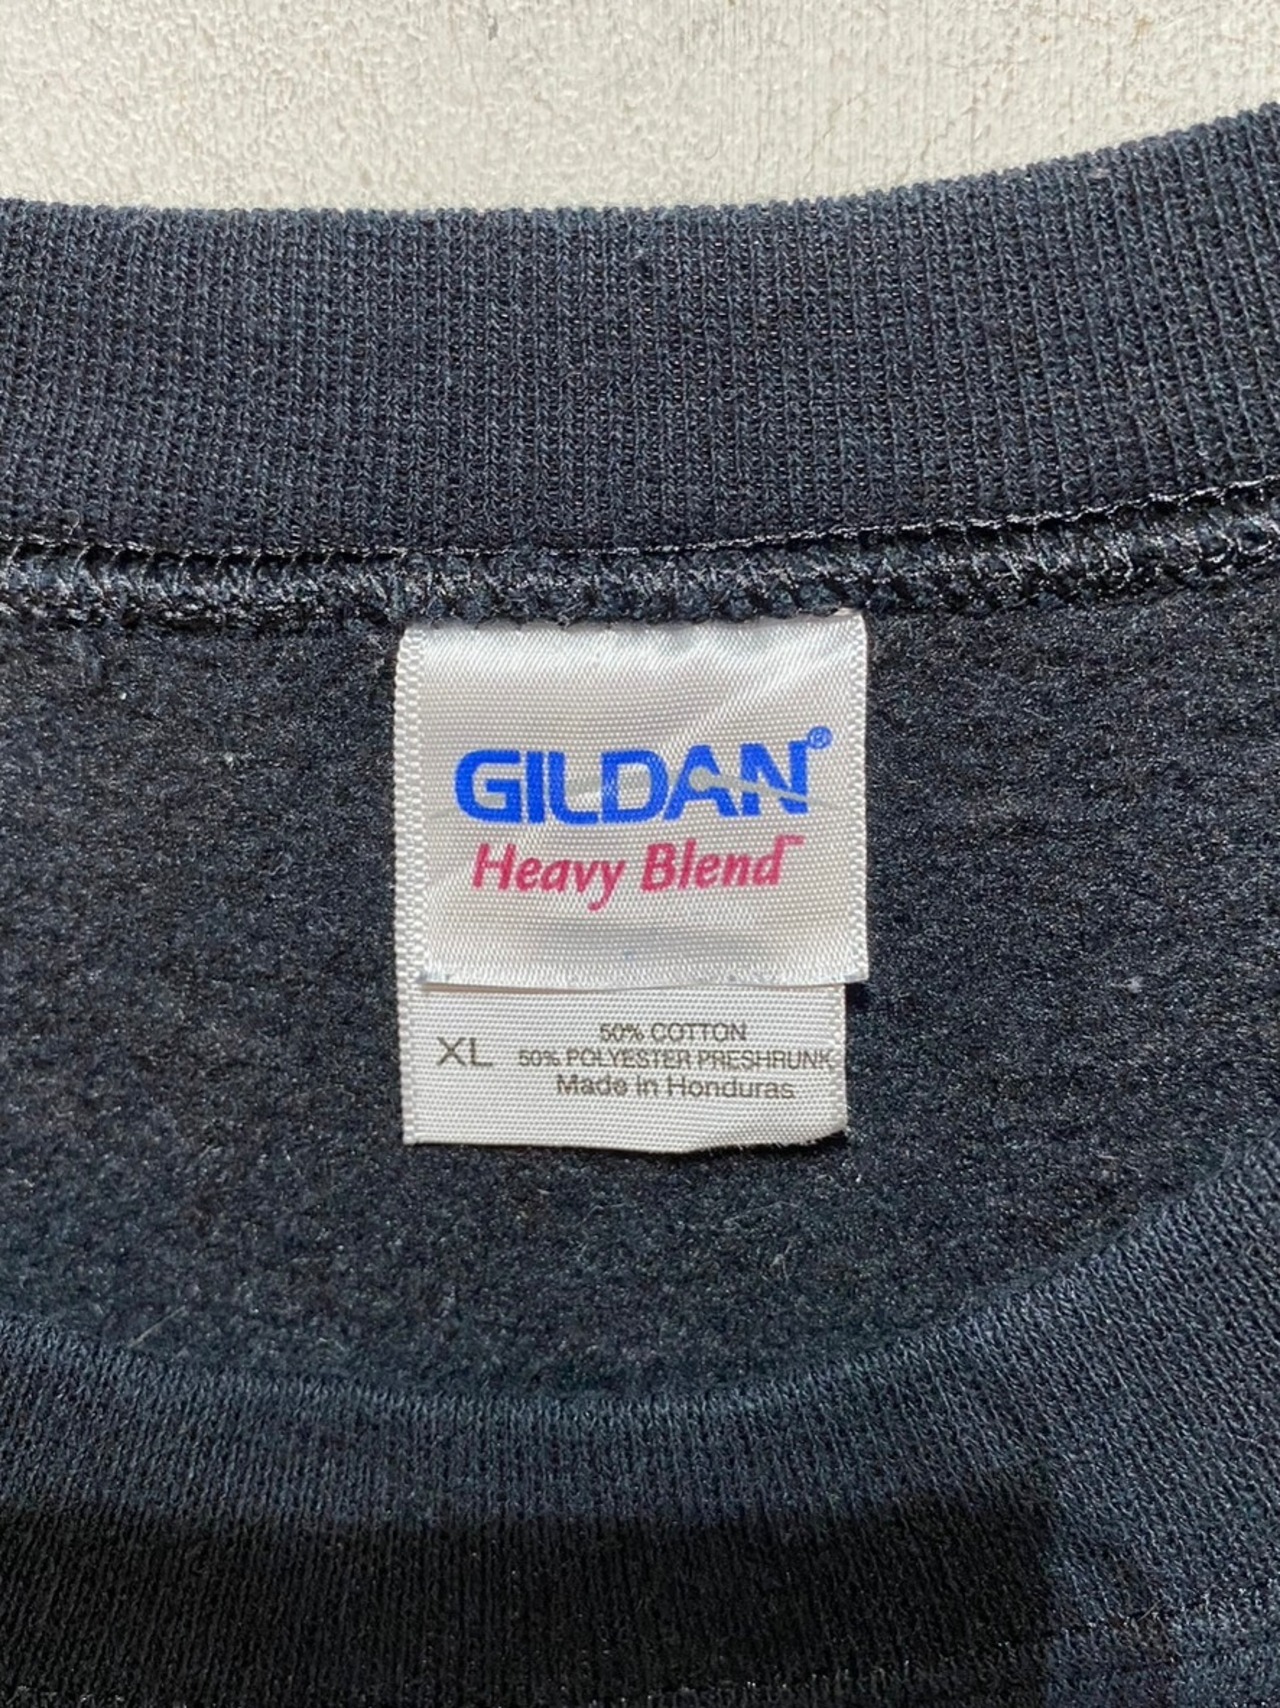 GILDAN®
Heavy Blend™
XL
50% COTTON
50% POLYESTER PRESHRUNK
Made in Honduras